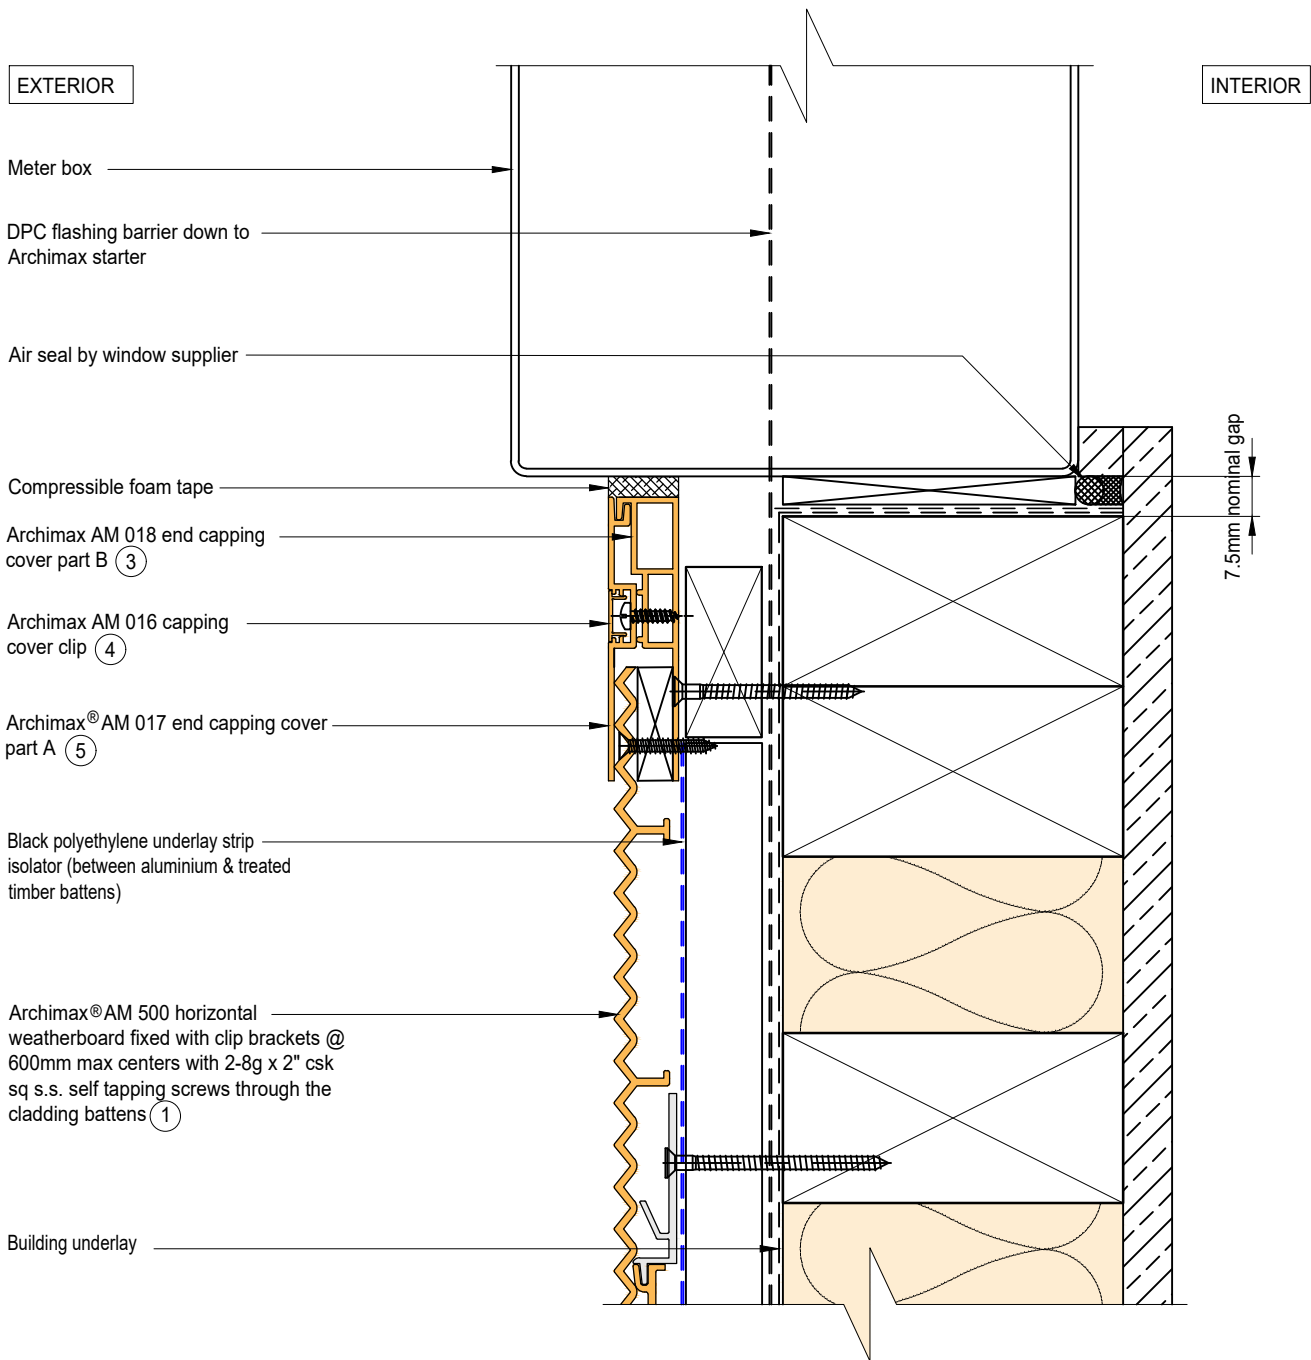 EXTERIOR
INTERIOR
Meter box
DPC flashing barrier down to
Archimax starter
Air seal by window supplier
7.5mm nominal gap
Compressible foam tape
Archimax AM 018 end capping
cover part B 3
Archimax AM 016 capping
cover clip 4
Archimax® AM 017 end capping cover
part A 5
Black polyethylene underlay strip
isolator (between aluminium & treated
timber battens)
Archimax® AM 500 horizontal
weatherboard fixed with clip brackets @
600mm max centers with 2-8g x 2" csk
sq s.s. self tapping screws through the
cladding battens 1
Building underlay